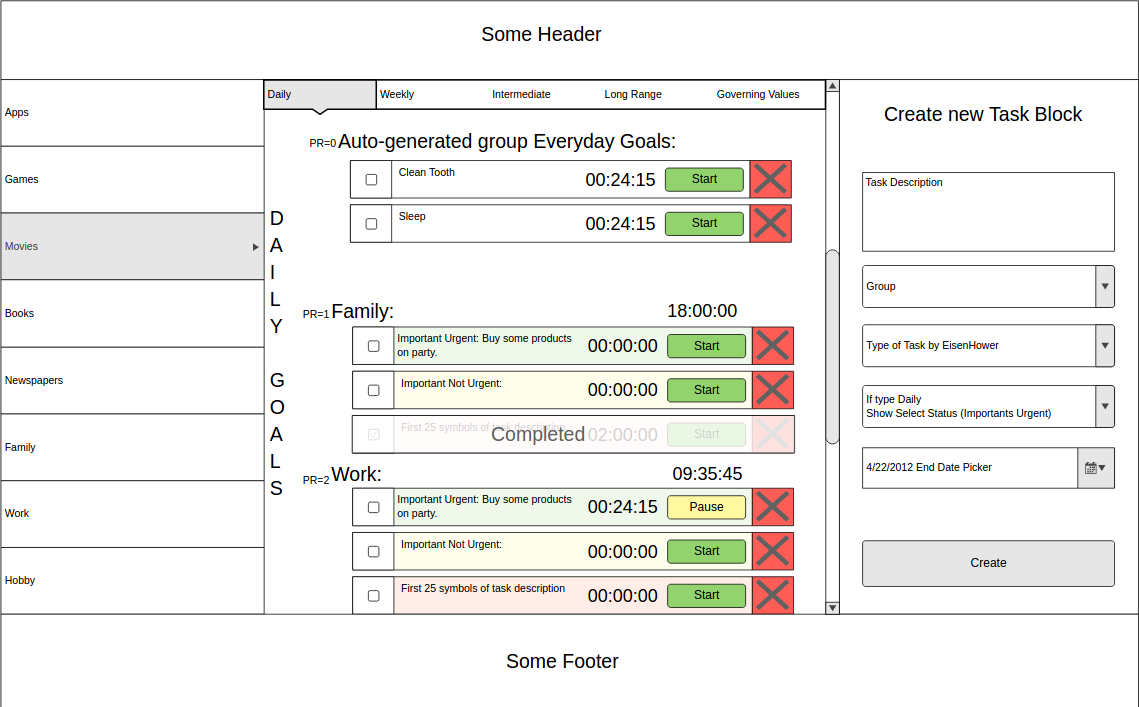 Some Header
Apps
Games
Movies
Books
Newspapers
Family
Work
Hobby
Daily Weekly Intermediate Long Range Governing Values
DAILY GOALS
PR=0 Auto-generated group Everyday Goals:
Clean Tooth 00:24:15 Start
Sleep 00:24:15 Start
PR=1 Family: 18:00:00
Important Urgent: Buy some products
on party. 00:00:00 Start
Important Not Urgent: 00:00:00 Start
First 25 symbols of task description Completed 02:00:00 Start
PR=2 Work: 09:35:45
Important Urgent: Buy some products
on party. 00:24:15 Pause
Important Not Urgent: 00:00:00 Start
First 25 symbols of task description 00:00:00 Start
Create new Task Block
Task Description
Group
Type of Task by EisenHower
If type Daily
Show Select Status (Importants Urgent)
4/22/2012 End Date Picker
Create
Some Footer